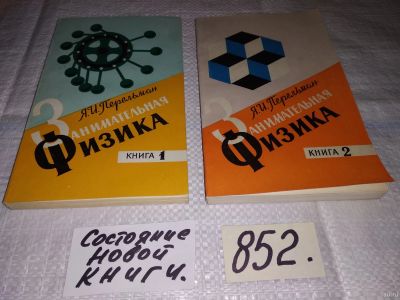 Я.И. Перельман
ЗАНИМАТЕЛЬНАЯ
ФИЗИКА
КНИГА 1
Я.И. Перельман
ЗАНИМАТЕЛЬНАЯ
ФИЗИКА
КНИГА 2
Состояние
новой
книги.
852.